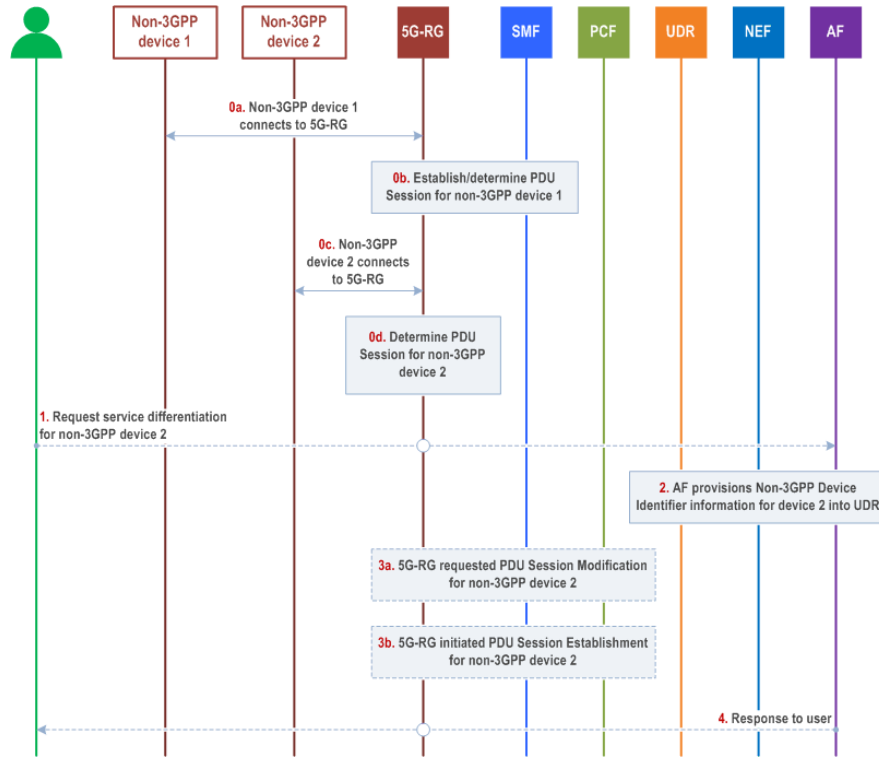 Non-3GPP
device 1
Non-3GPP
device 2
5G-RG
SMF
PCF
UDR
NEF
AF
0a. Non-3GPP device 1
connects to 5G-RG
0b. Establish/determine PDU
Session for non-3GPP device 1
0c. Non-3GPP
device 2 connects
to 5G-RG
0d. Determine PDU
Session for non-3GPP
device 2
1. Request service differentiation
for non-3GPP device 2
2. AF provisions Non-3GPP Device
Identifier information for device 2 into UDR
3a. 5G-RG requested PDU Session Modification
for non-3GPP device 2
3b. 5G-RG initiated PDU Session Establishment
for non-3GPP device 2
4. Response to user